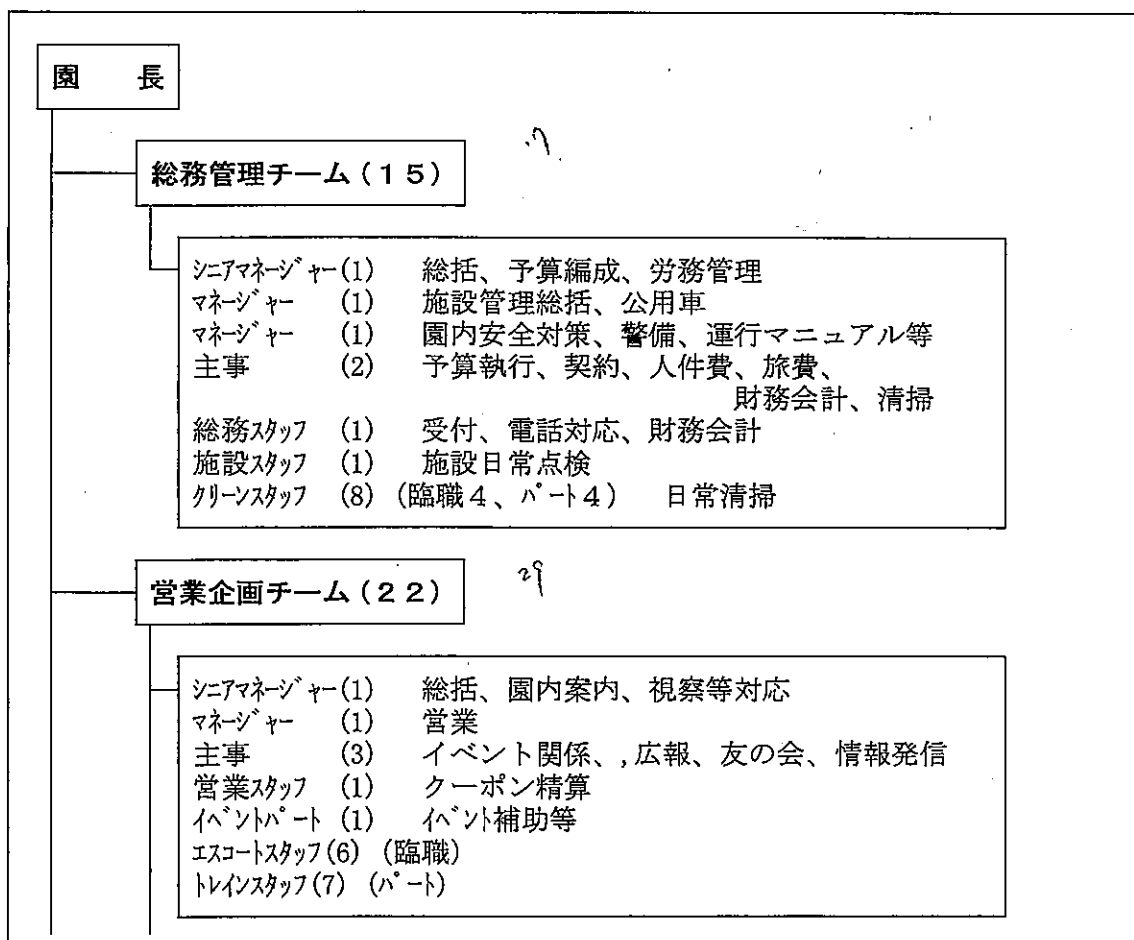 園　　長
総務管理チーム（１５）
ｼﾆｱﾏﾈｰｼﾞｬｰ(1)　総括、予算編成、労務管理
ﾏﾈｰｼﾞｬｰ　(1)　施設管理総括、公用車
ﾏﾈｰｼﾞｬｰ　(1)　園内安全対策、警備、運行マニュアル等
主事　(2)　予算執行、契約、人件費、旅費、
財務会計、清掃
総務ｽﾀｯﾌ　(1)　受付、電話対応、財務会計
施設ｽﾀｯﾌ　(1)　施設日常点検
ｸﾘｰﾝｽﾀｯﾌ　(8)（臨職４、ﾊﾟｰﾄ４）　日常清掃
営業企画チーム（２２）　29
ｼﾆｱﾏﾈｰｼﾞｬｰ(1)　総括、園内案内、視察等対応
ﾏﾈｰｼﾞｬｰ　(1)　営業
主事　(3)　イベント関係、,広報、友の会、情報発信
営業ｽﾀｯﾌ　(1)　クーポン精算
ｲﾍﾞﾝﾄﾊﾟｰﾄ　(1)　ｲﾍﾞﾝﾄ補助等
ｴｽｺｰﾄｽﾀｯﾌ(6)　(臨職)
ﾄﾚｲﾝｽﾀｯﾌ(7)　(ﾊﾟｰﾄ)